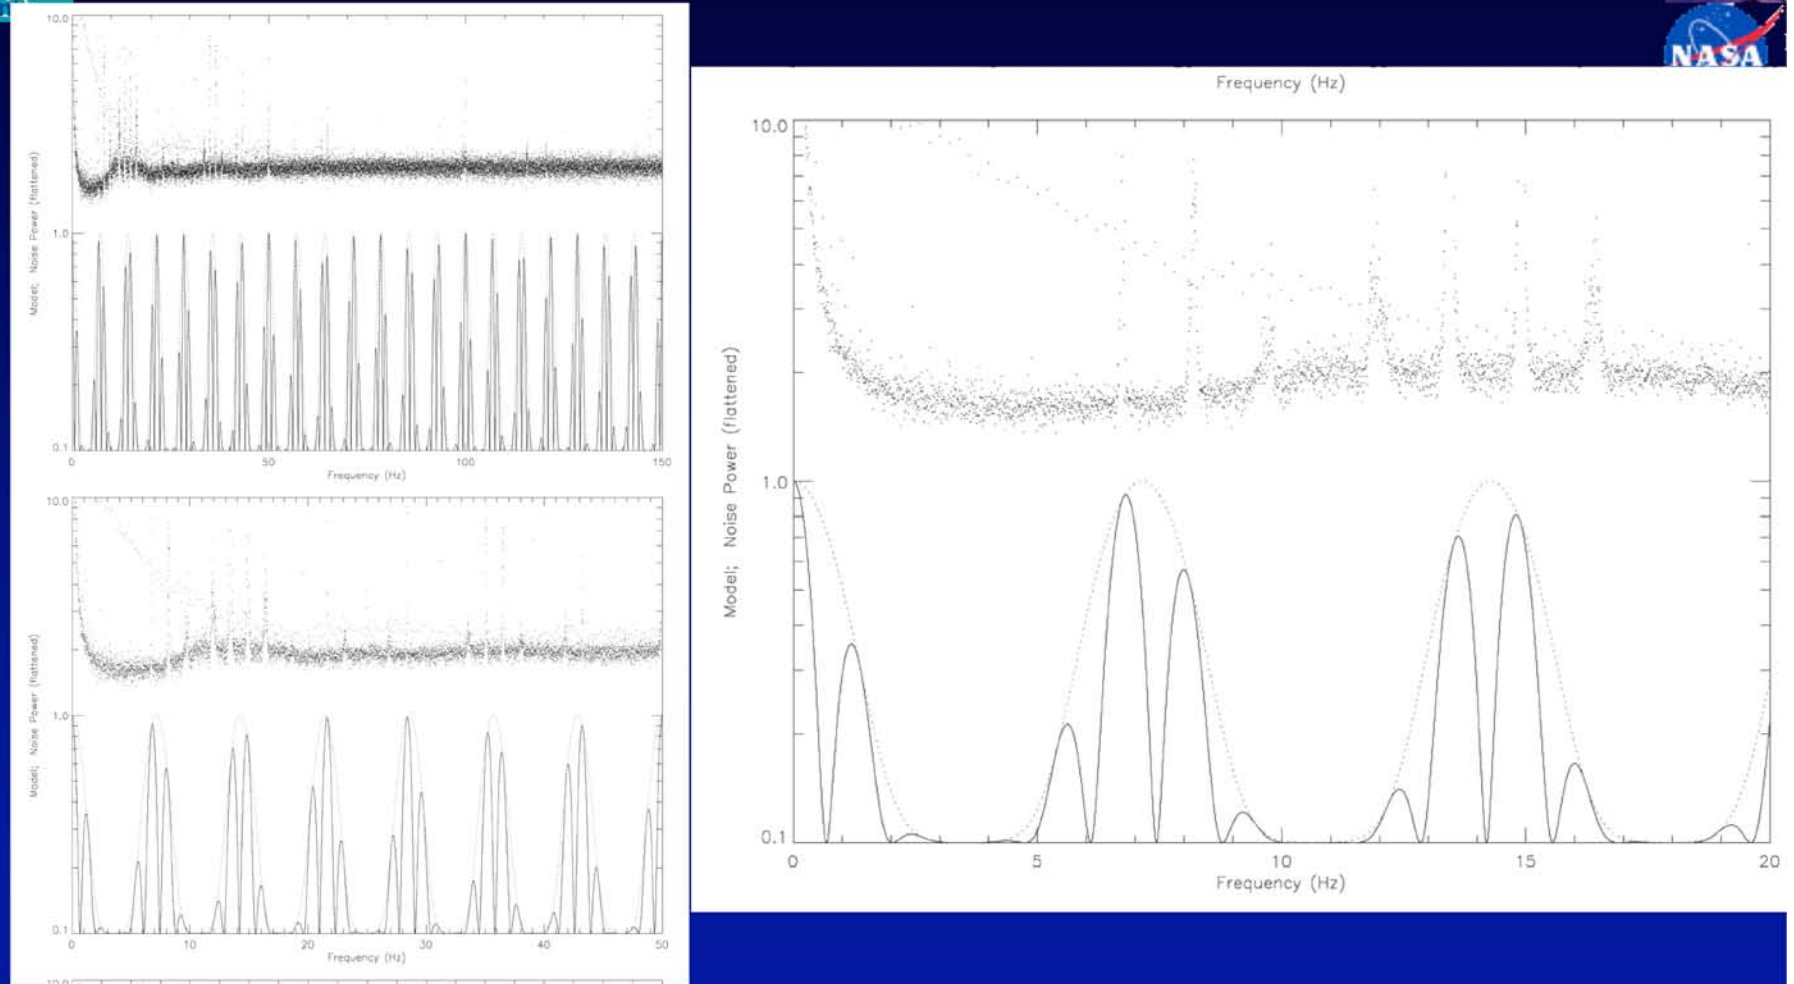 10.0
1.0
0.1
Model; Noise Power (flattened)
0 50 100 150
Frequency (Hz)
10.0
1.0
0.1
Model; Noise Power (flattened)
0 10 20 30 40 50
Frequency (Hz)
NASA
Frequency (Hz)
10.0
1.0
0.1
Model; Noise Power (flattened)
0 5 10 15 20
Frequency (Hz)